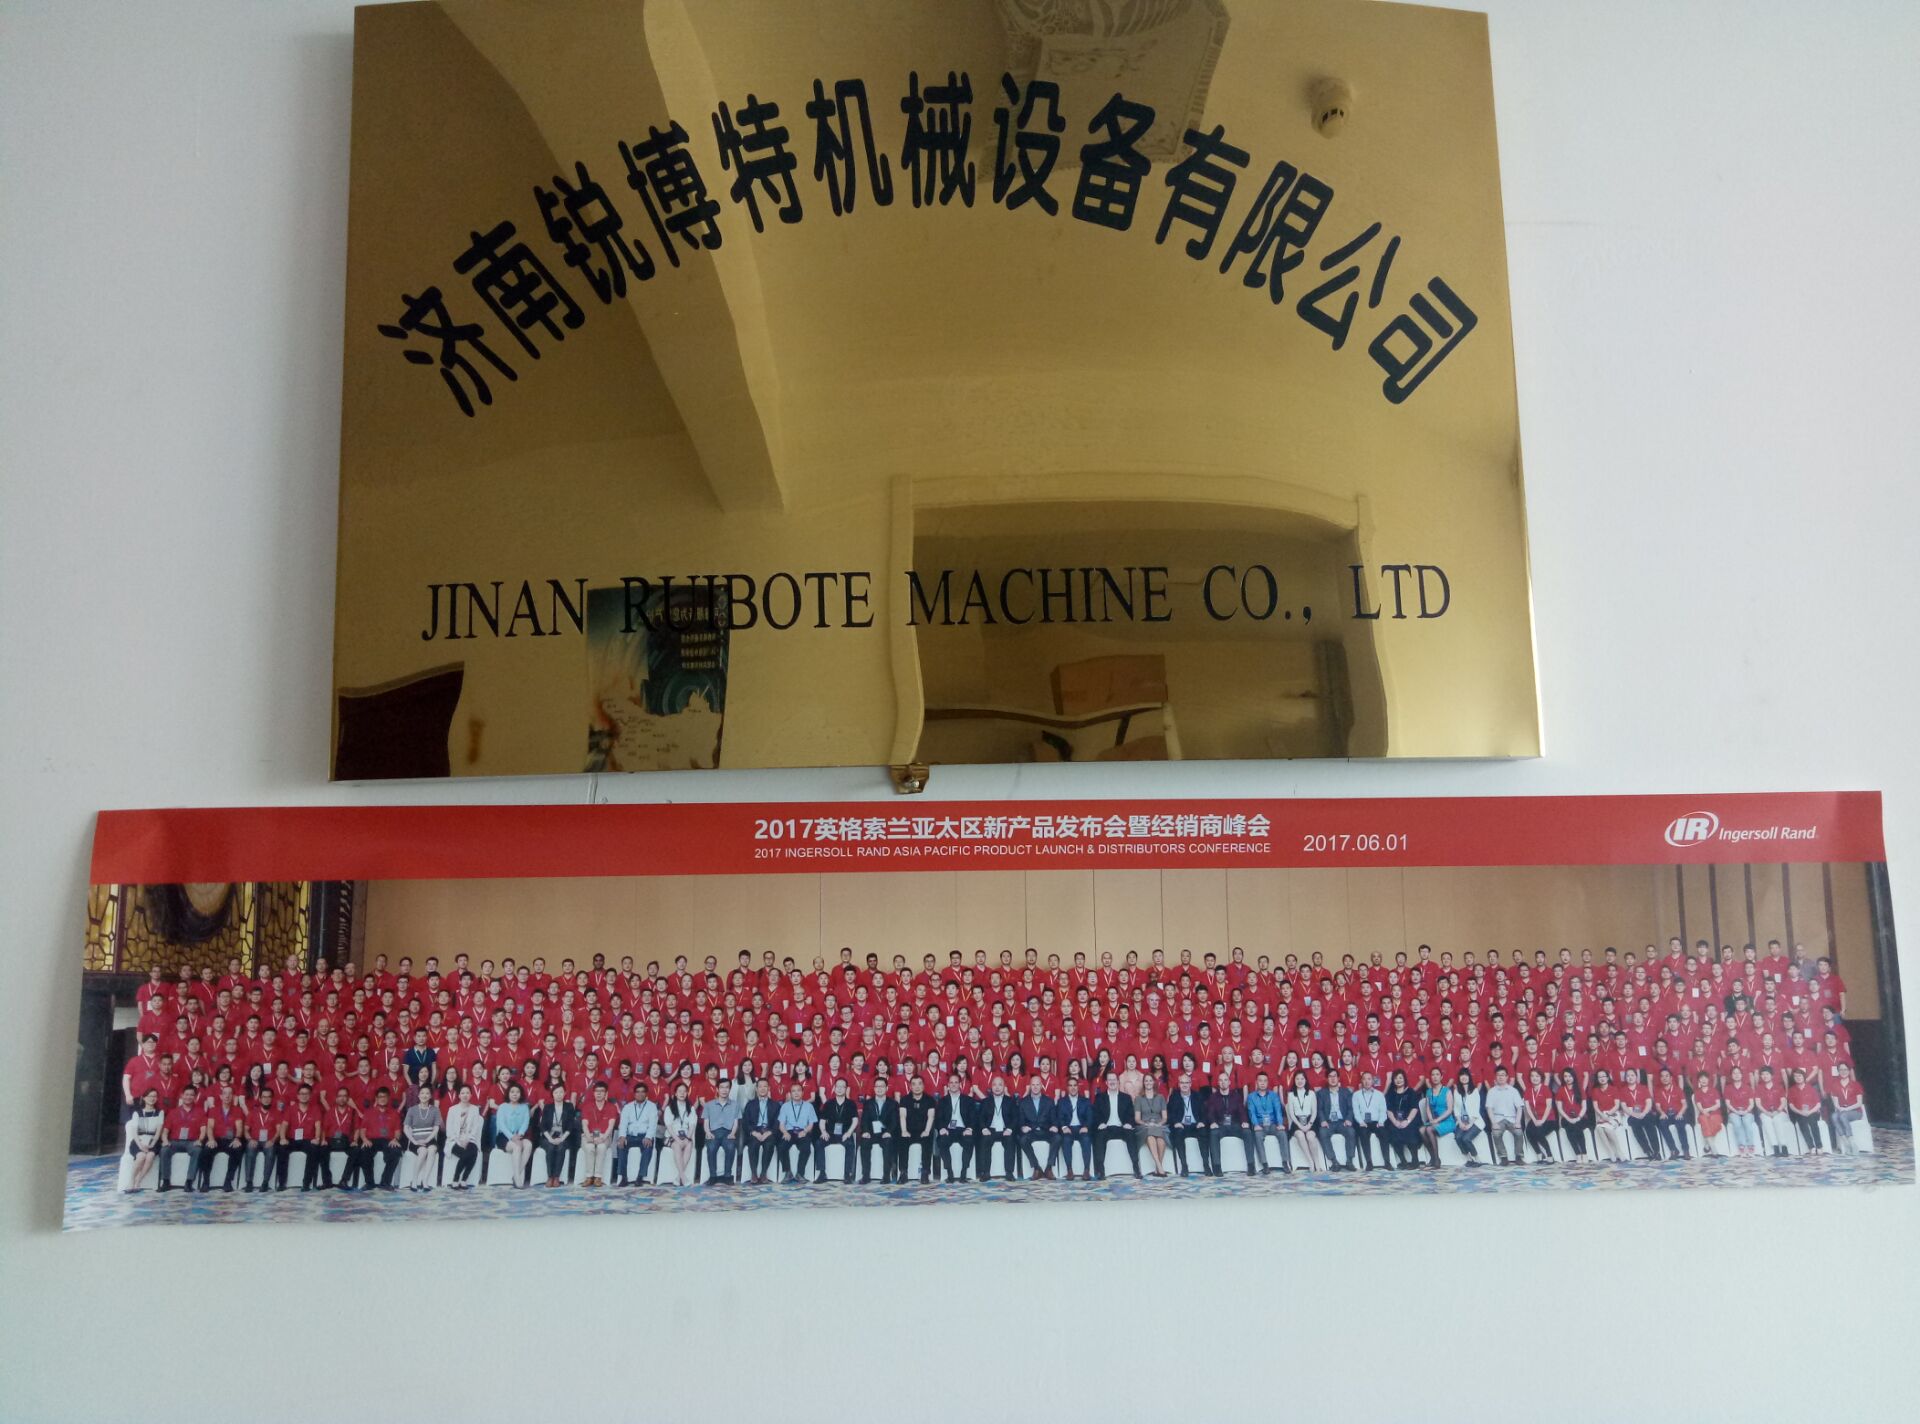 济南锐博特机械设备有限公司
JINAN RUIBOTE MACHINE CO., LTD
2017英格索兰亚太区新产品发布会暨经销商峰会
2017 INGERSOLL RAND ASIA PACIFIC PRODUCT LAUNCH & DISTRIBUTORS CONFERENCE
2017.06.01
IR Ingersoll Rand